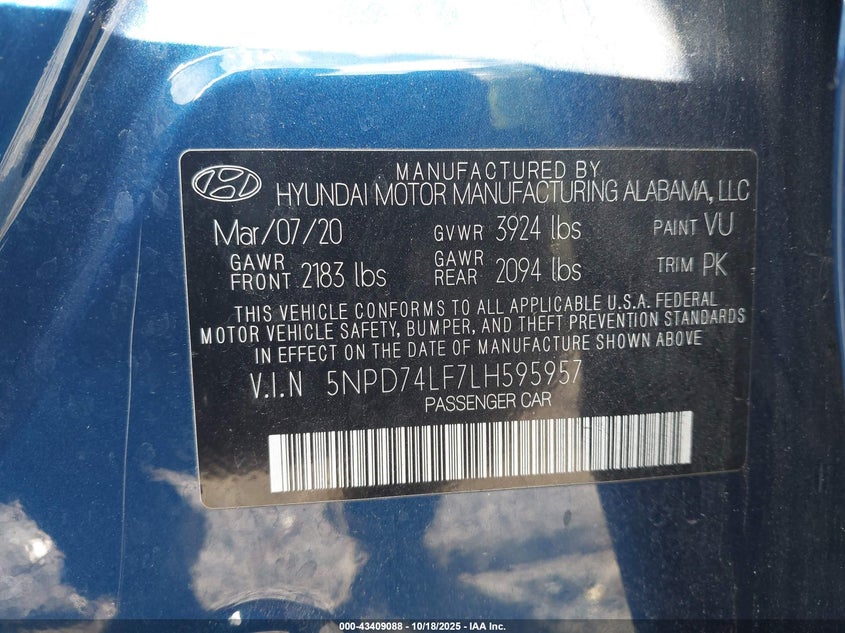 MANUFACTURED BY
HYUNDAI MOTOR MANUFACTURING ALABAMA, LLC
Mar/07/20 GVWR 3924 lbs PAINT VU
GAWR FRONT 2183 lbs GAWR REAR 2094 lbs TRIM PK
THIS VEHICLE CONFORMS TO ALL APPLICABLE U.S.A. FEDERAL
MOTOR VEHICLE SAFETY, BUMPER, AND THEFT PREVENTION STANDARDS
IN EFFECT ON THE DATE OF MANUFACTURE SHOWN ABOVE
V.I.N 5NPD74LF7LH595957
PASSENGER CAR
000-43409088 - 10/18/2025 - IAA Inc.